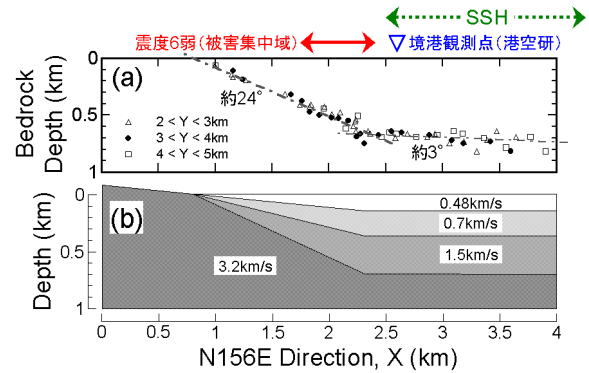 SSH
震度6弱(被害集中域)
▽境港観測点(港空研)
0
0.5
1
Bedrock
Depth (km)
(a)
約24°
約3°
△ 2 < Y < 3km
● 3 < Y < 4km
□ 4 < Y < 5km
0
0.5
1
Depth (km)
(b)
0.48km/s
0.7km/s
1.5km/s
3.2km/s
0 0.5 1 1.5 2 2.5 3 3.5 4
N156E Direction, X (km)